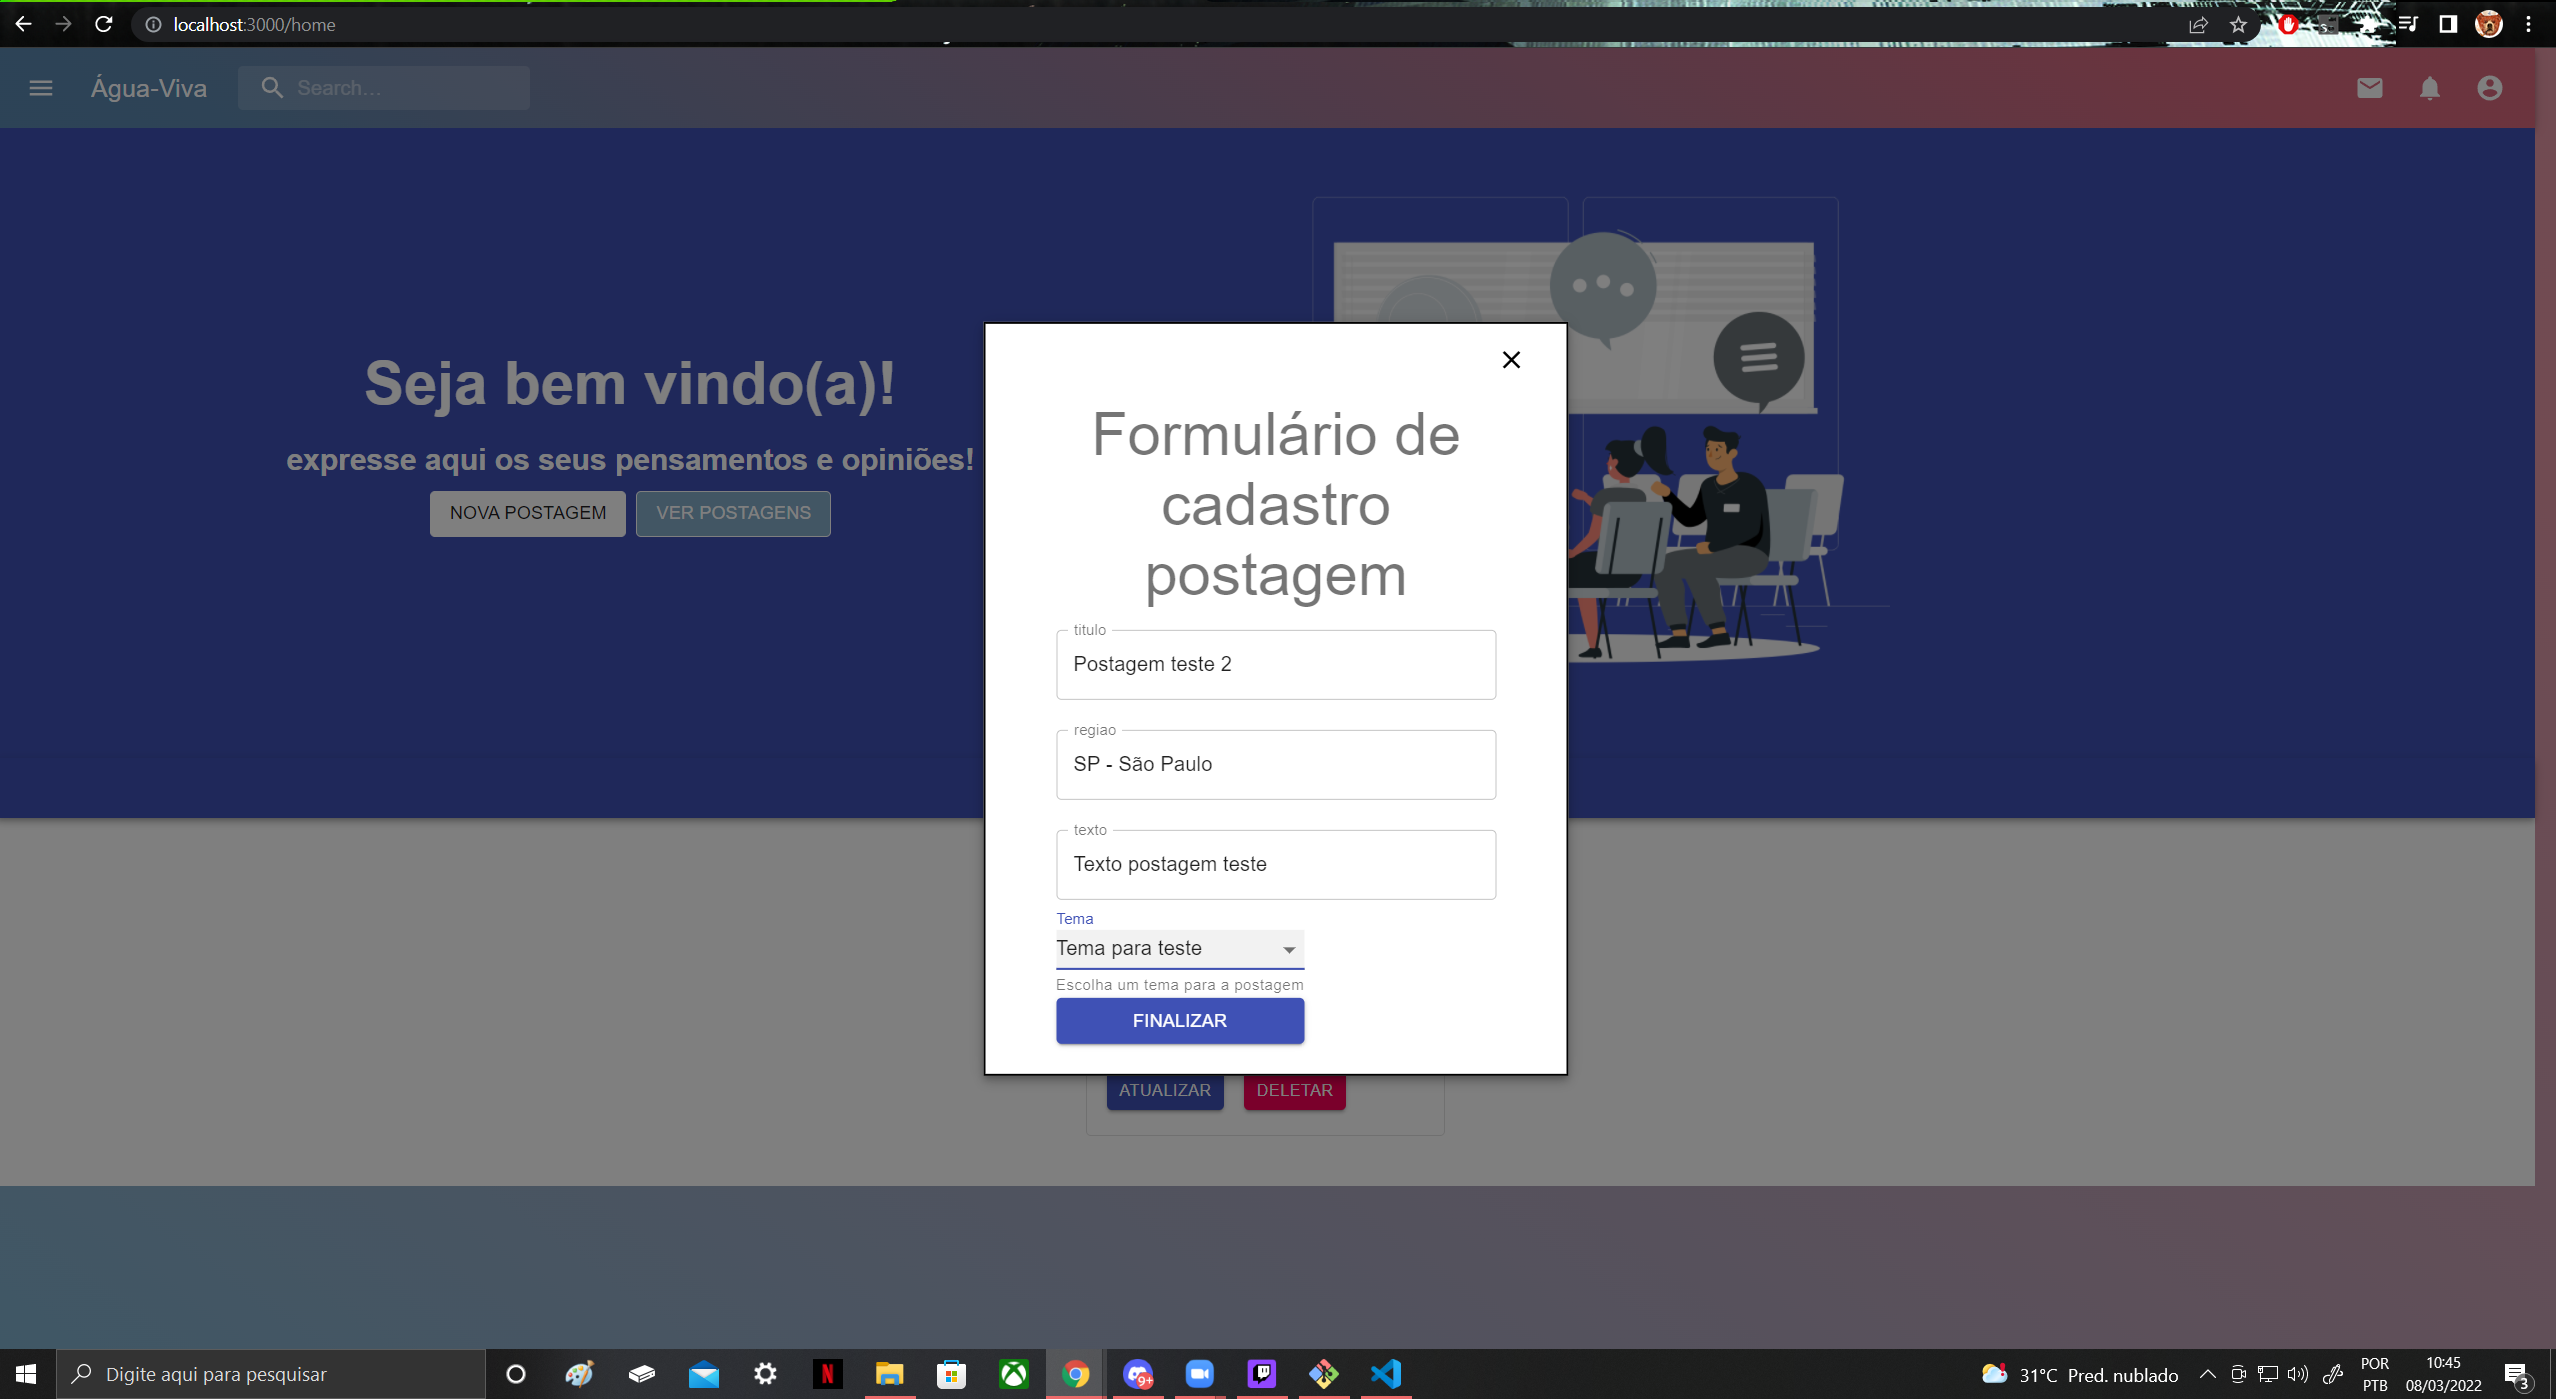 localhost:3000/home
Água-Viva
Search…
Seja bem vindo(a)!
expresse aqui os seus pensamentos e opiniões!
NOVA POSTAGEM
VER POSTAGENS
Formulário de
cadastro
postagem
titulo
Postagem teste 2
regiao
SP - São Paulo
texto
Texto postagem teste
Tema
Tema para teste
Escolha um tema para a postagem
FINALIZAR
ATUALIZAR
DELETAR
Digite aqui para pesquisar
9+
31°C Pred. nublado
POR
PTB
10:45
08/03/2022
3